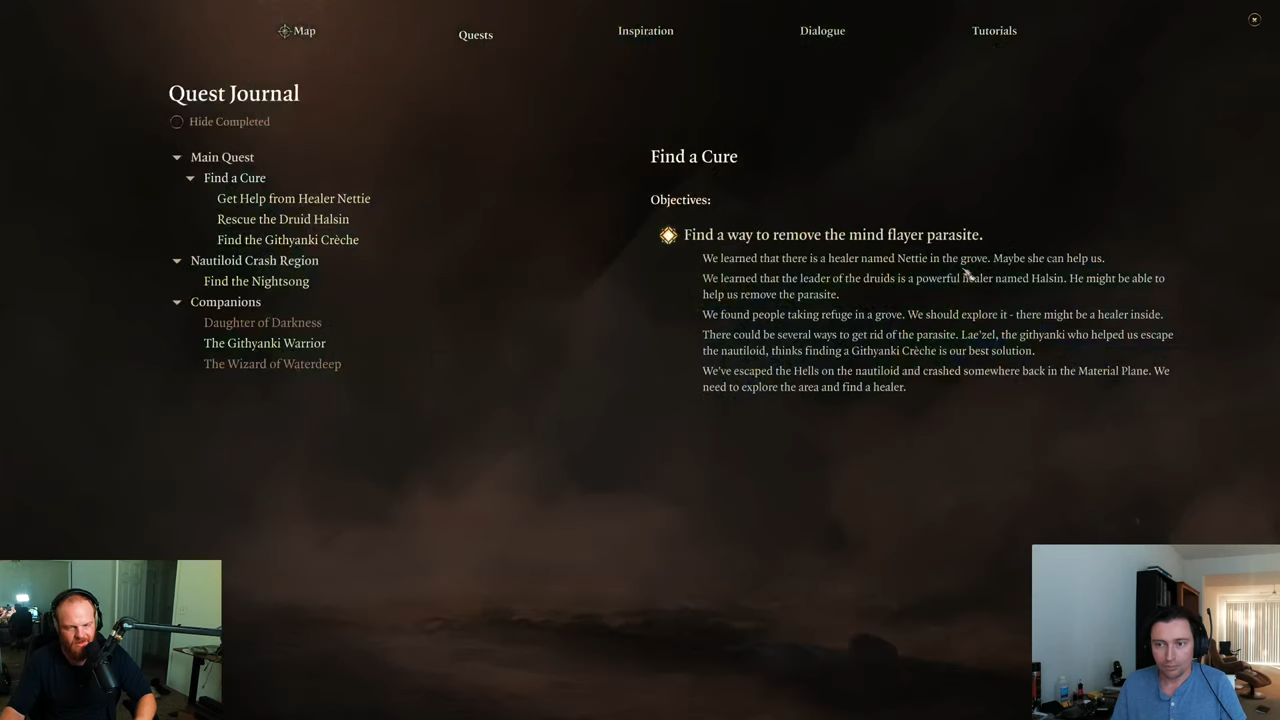 Map
Quests
Inspiration
Dialogue
Tutorials
Quest Journal
Hide Completed
Main Quest
Find a Cure
Get Help from Healer Nettie
Rescue the Druid Halsin
Find the Githyanki Crèche
Nautiloid Crash Region
Find the Nightsong
Companions
Daughter of Darkness
The Githyanki Warrior
The Wizard of Waterdeep
Find a Cure
Objectives:
Find a way to remove the mind flayer parasite.
We learned that there is a healer named Nettie in the grove. Maybe she can help us.
We learned that the leader of the druids is a powerful healer named Halsin. He might be able to
help us remove the parasite.
We found people taking refuge in a grove. We should explore it - there might be a healer inside.
There could be several ways to get rid of the parasite. Lae'zel, the githyanki who helped us escape
the nautiloid, thinks finding a Githyanki Crèche is our best solution.
We've escaped the Hells on the nautiloid and crashed somewhere back in the Material Plane. We
need to explore the area and find a healer.